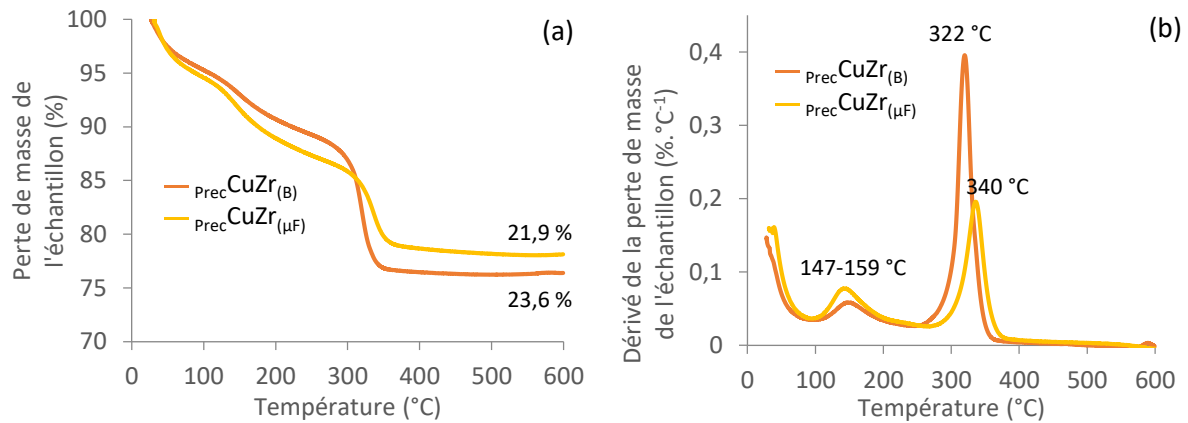 (a)
100
95
90
85
80
75
70
Perte de masse de
l'échantillon (%)
PrecCuZr(B)
PrecCuZr(µF)
21,9 %
23,6 %
0 100 200 300 400 500 600
Température (°C)
(b)
322 °C
0,4
0,3
0,2
0,1
0
Dérivé de la perte de masse
de l'échantillon (%.°C-1)
PrecCuZr(B)
PrecCuZr(µF)
340 °C
147-159 °C
0 100 200 300 400 500 600
Température (°C)